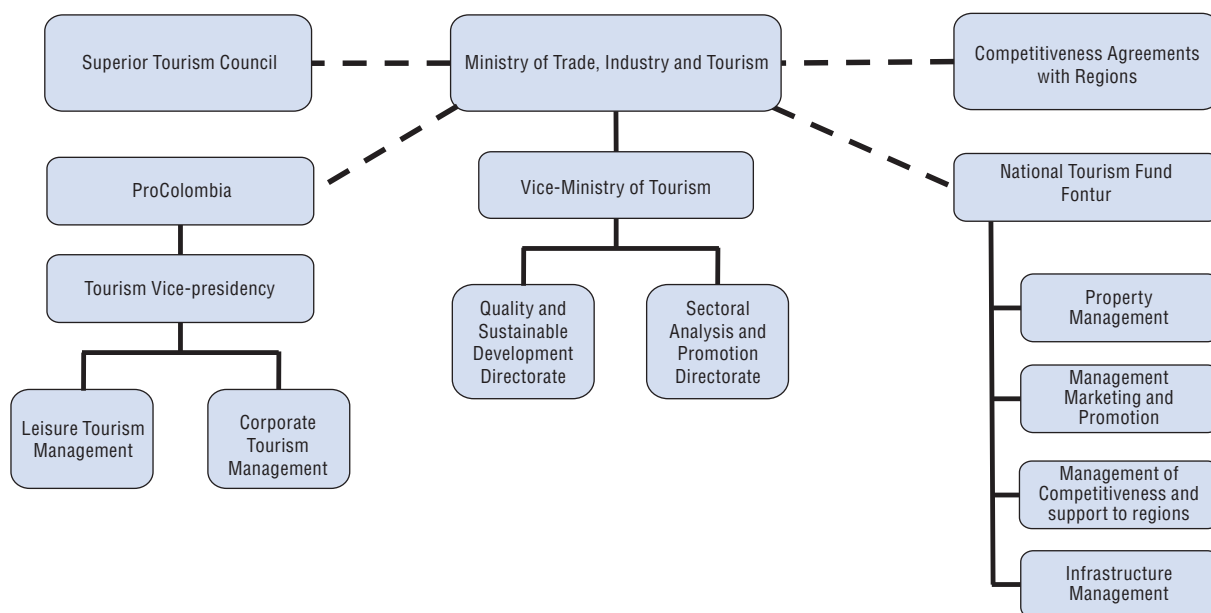 Superior Tourism Council
Ministry of Trade, Industry and Tourism
Competitiveness Agreements
with Regions
ProColombia
Vice-Ministry of Tourism
National Tourism Fund
Fontur
Tourism Vice-presidency
Quality and
Sustainable
Development
Directorate
Sectoral
Analysis and
Promotion
Directorate
Property
Management
Leisure Tourism
Management
Corporate
Tourism
Management
Management
Marketing and
Promotion
Management of
Competitiveness and
support to regions
Infrastructure
Management